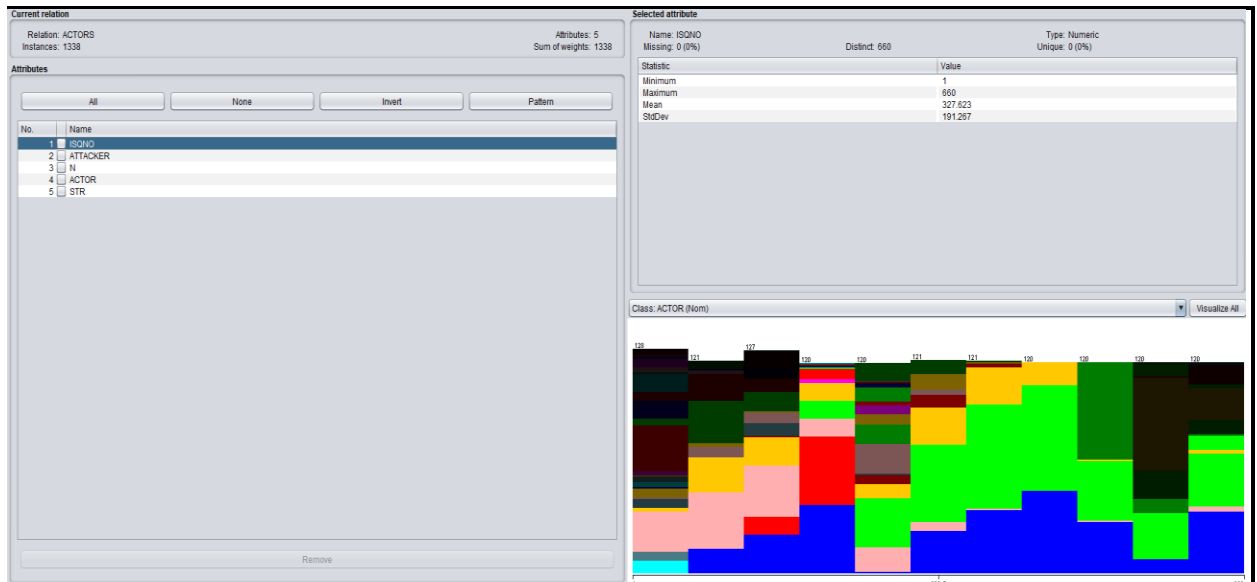 Current relation
Relation: ACTORS Attributes: 5
Instances: 1338 Sum of weights: 1338
Attributes
All None Invert Pattern
No. Name
1 ISQNO
2 ATTACKER
3 N
4 ACTOR
5 STR
Remove
Selected attribute
Name: ISQNO Type: Numeric
Missing: 0 (0%) Distinct: 660 Unique: 0 (0%)
Statistic Value
Minimum 1
Maximum 660
Mean 327.623
StdDev 191.267
Class: ACTOR (Nom) Visualize All
128 121 127 120 120 121 121 120 120 120 120